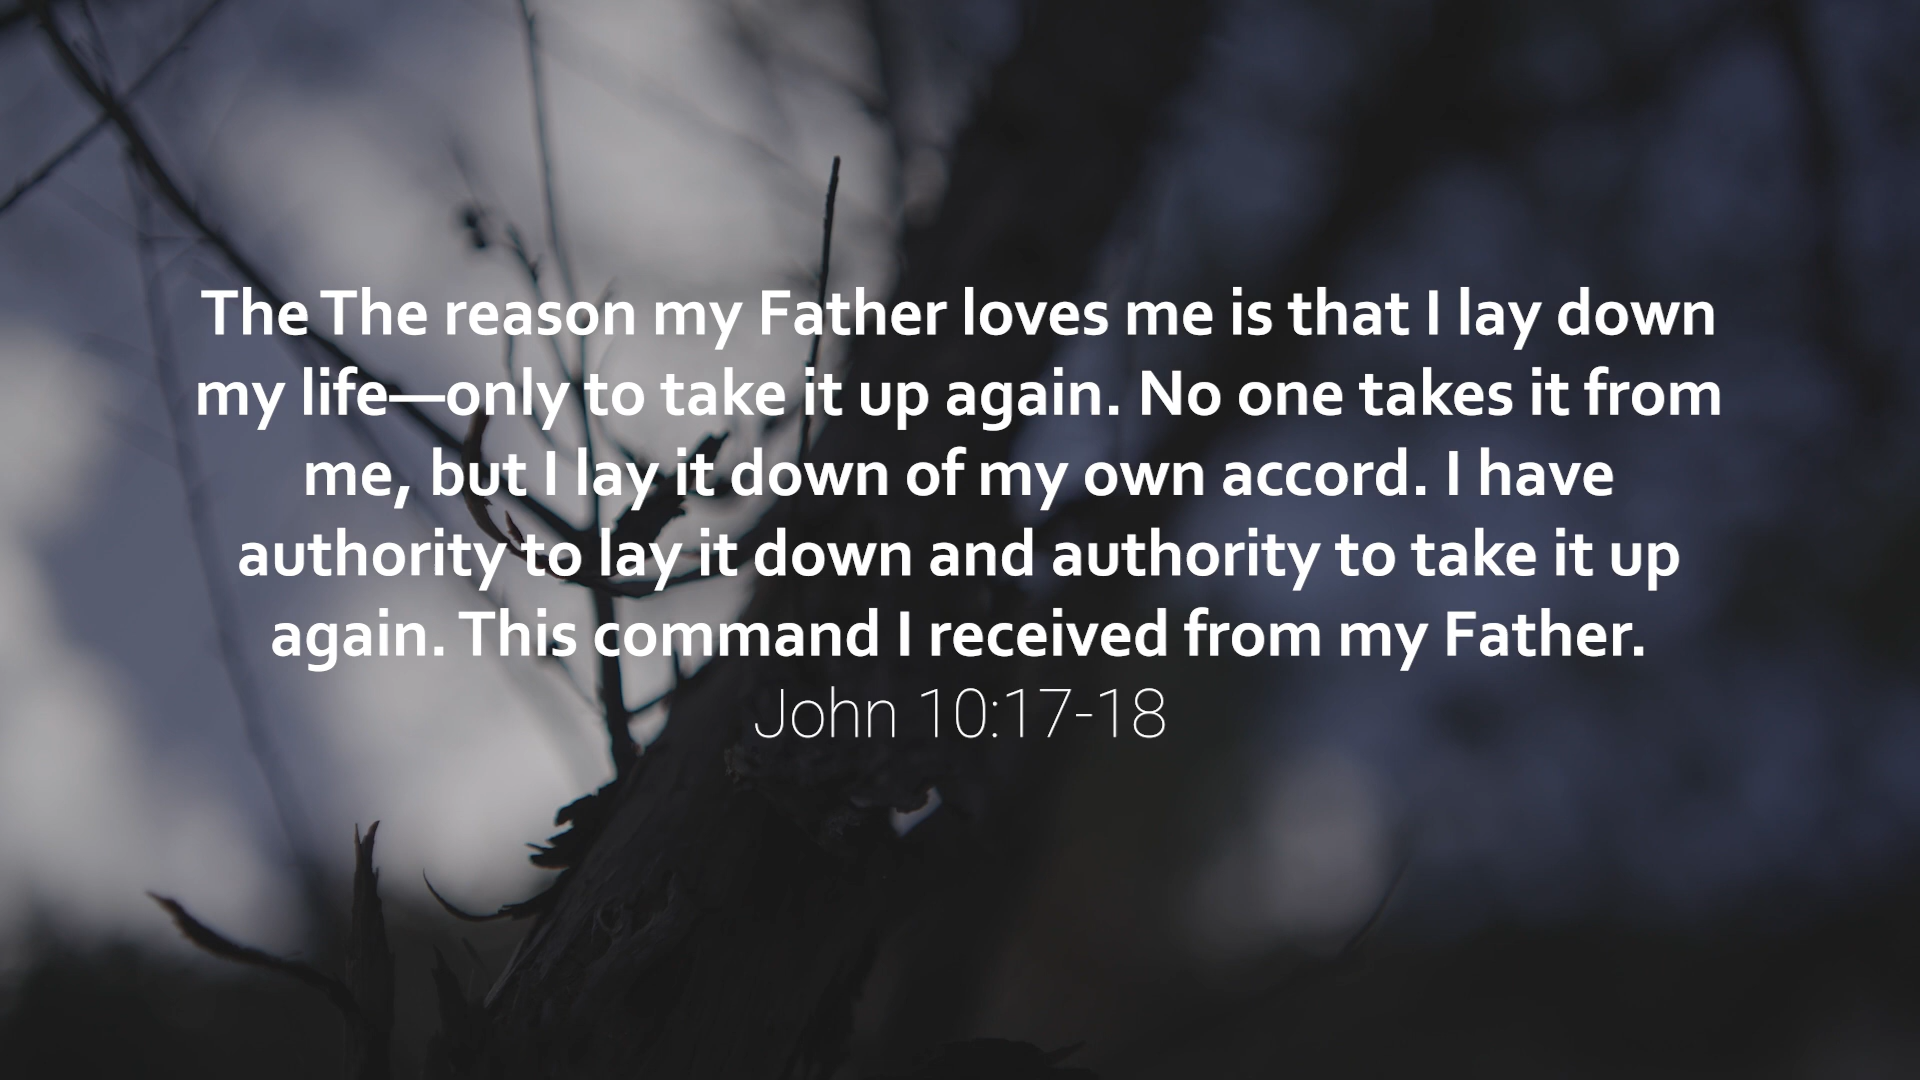 The The reason my Father loves me is that I lay down
my life—only to take it up again. No one takes it from
me, but I lay it down of my own accord. I have
authority to lay it down and authority to take it up
again. This command I received from my Father.
John 10:17-18